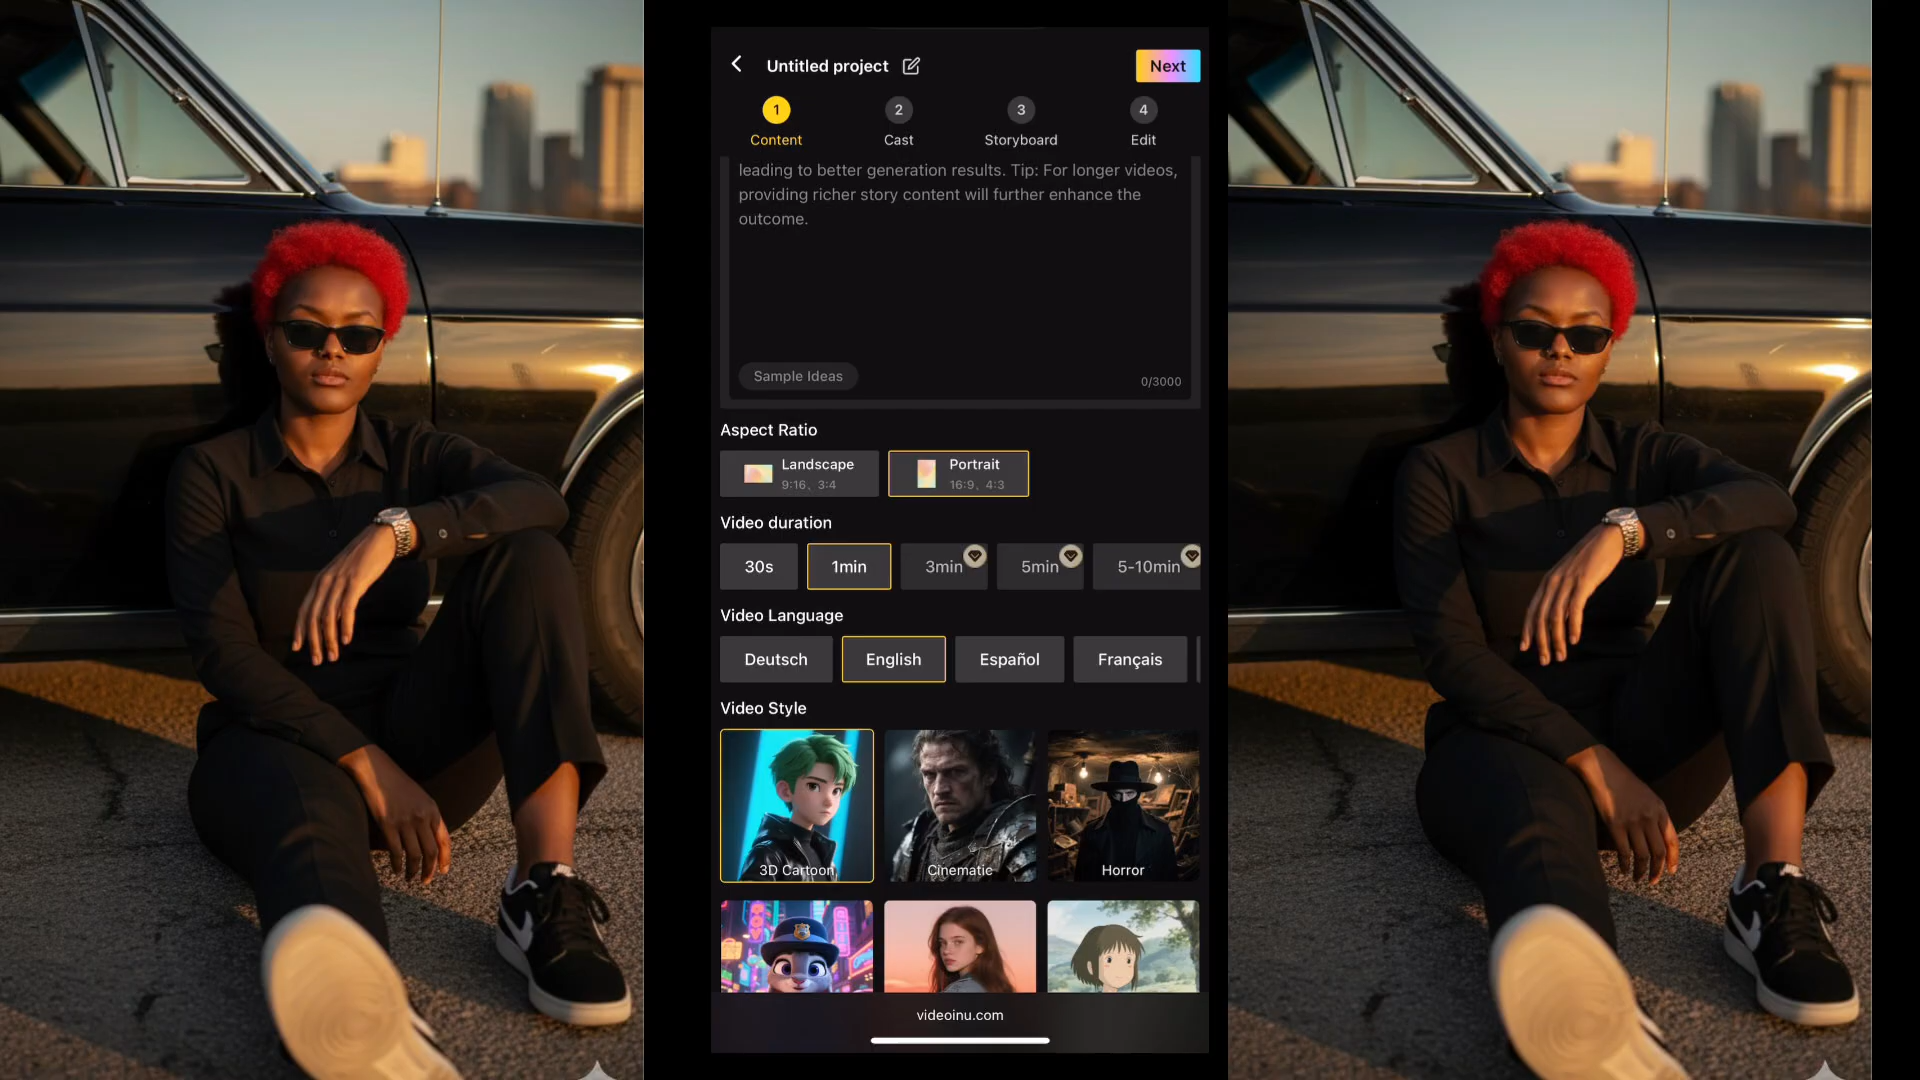 Untitled project
Next
1
2
3
4
Content
Cast
Storyboard
Edit
leading to better generation results. Tip: For longer videos,
providing richer story content will further enhance the
outcome.
Sample Ideas
0/3000
Aspect Ratio
Landscape
9:16、3:4
Portrait
16:9、4:3
Video duration
30s
1min
3min
5min
5-10min
Video Language
Deutsch
English
Español
Français
Video Style
3D Cartoon
Cinematic
Horror
videoinu.com